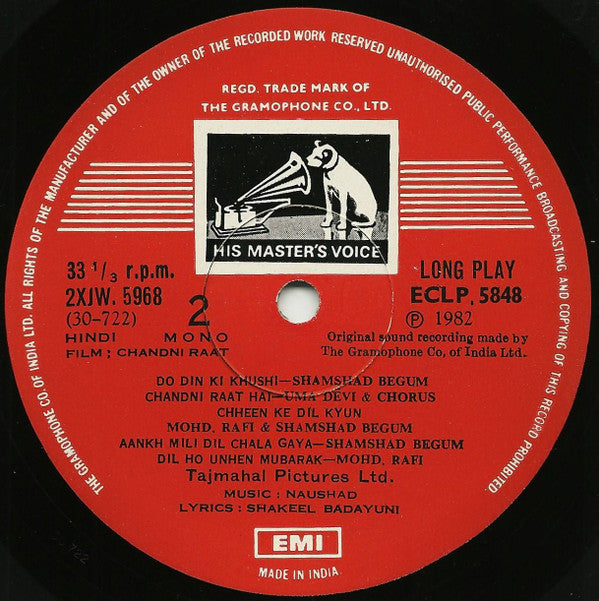 THE GRAMOPHONE CO. OF INDIA LTD. ALL RIGHTS OF THE MANUFACTURER AND OF THE OWNER OF THE RECORDED WORK RESERVED UNAUTHORISED PUBLIC PERFORMANCE BROADCASTING AND COPYING OF THIS RECORD PROHIBITED.
REGD. TRADE MARK OF
THE GRAMOPHONE CO., LTD.
HIS MASTER'S VOICE
33 1/3 r.p.m.
2XJW. 5968
(30-722)
2
HINDI MONO
FILM ; CHANDNI RAAT
LONG PLAY
ECLP. 5848
Ⓟ 1982
Original sound recording made by
The Gramophone Co, of India Ltd.
DO DIN KI KHUSHI—SHAMSHAD BEGUM
CHANDNI RAAT HAI—UMA DEVI & CHORUS
CHHEEN KE DIL KYUN
MOHD, RAFI & SHAMSHAD BEGUM
AANKH MILI DIL CHALA GAYA—SHAMSHAD BEGUM
DIL HO UNHEN MUBARAK—MOHD, RAFI
Tajmahal Pictures Ltd.
MUSIC : NAUSHAD
LYRICS : SHAKEEL BADAYUNI
EMI
MADE IN INDIA.